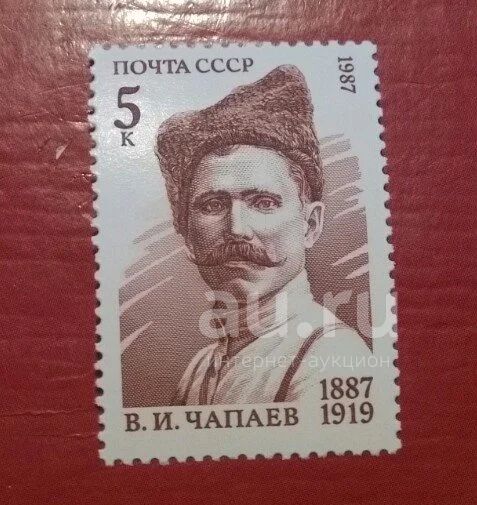 ПОЧТА СССР
1987
5
К
au.ru
интернет-аукцион
1887
В. И. ЧАПАЕВ 1919